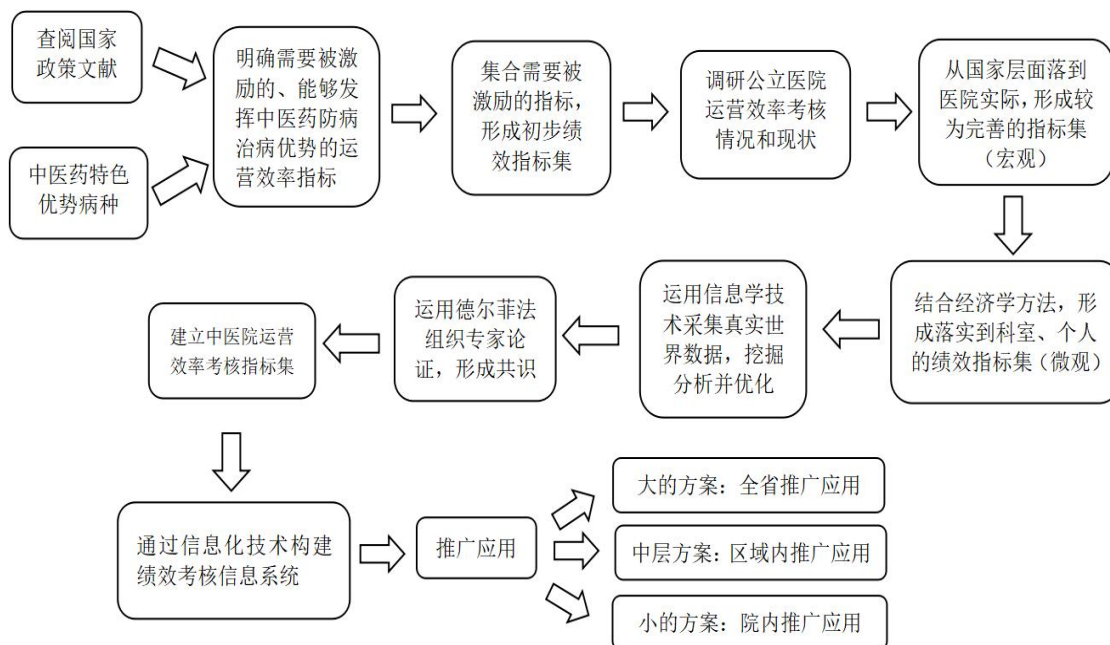 查阅国家
政策文献
中医药特色
优势病种
明确需要被激
励的、能够发
挥中医药防病
治病优势的运
营效率指标
集合需要被
激励的指标，
形成初步绩
效指标集
调研公立医院
运营效率考核
情况和现状
从国家层面落到
医院实际，形成较
为完善的指标集
（宏观）
结合经济学方法，形
成落实到科室、个人
的绩效指标集（微观）
运用信息学技
术采集真实世
界数据，挖掘
分析并优化
运用德尔菲法
组织专家论
证，形成共识
建立中医院运营
效率考核指标集
通过信息化技术构建
绩效考核信息系统
推广应用
大的方案：全省推广应用
中层方案：区域内推广应用
小的方案：院内推广应用